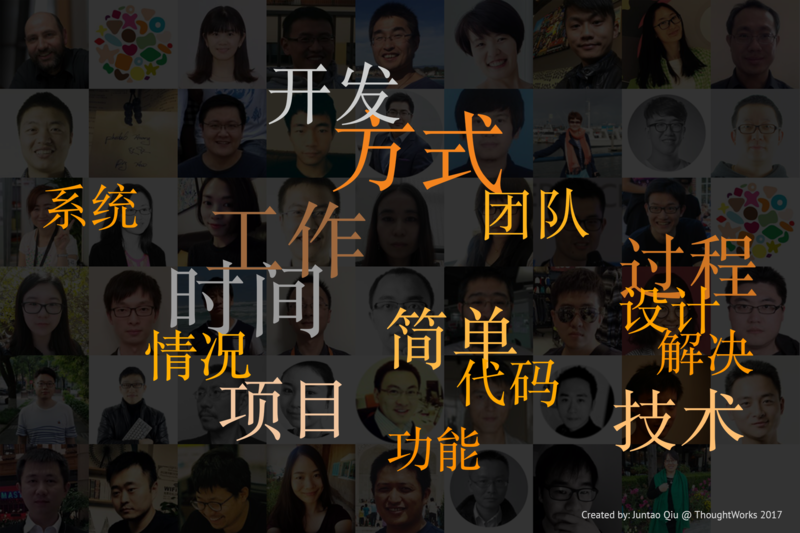 开发
方式
系统
团队
工作
过程
时间
设计
简单
情况
解决
代码
项目
技术
功能
Created by: Juntao Qiu @ ThoughtWorks 2017